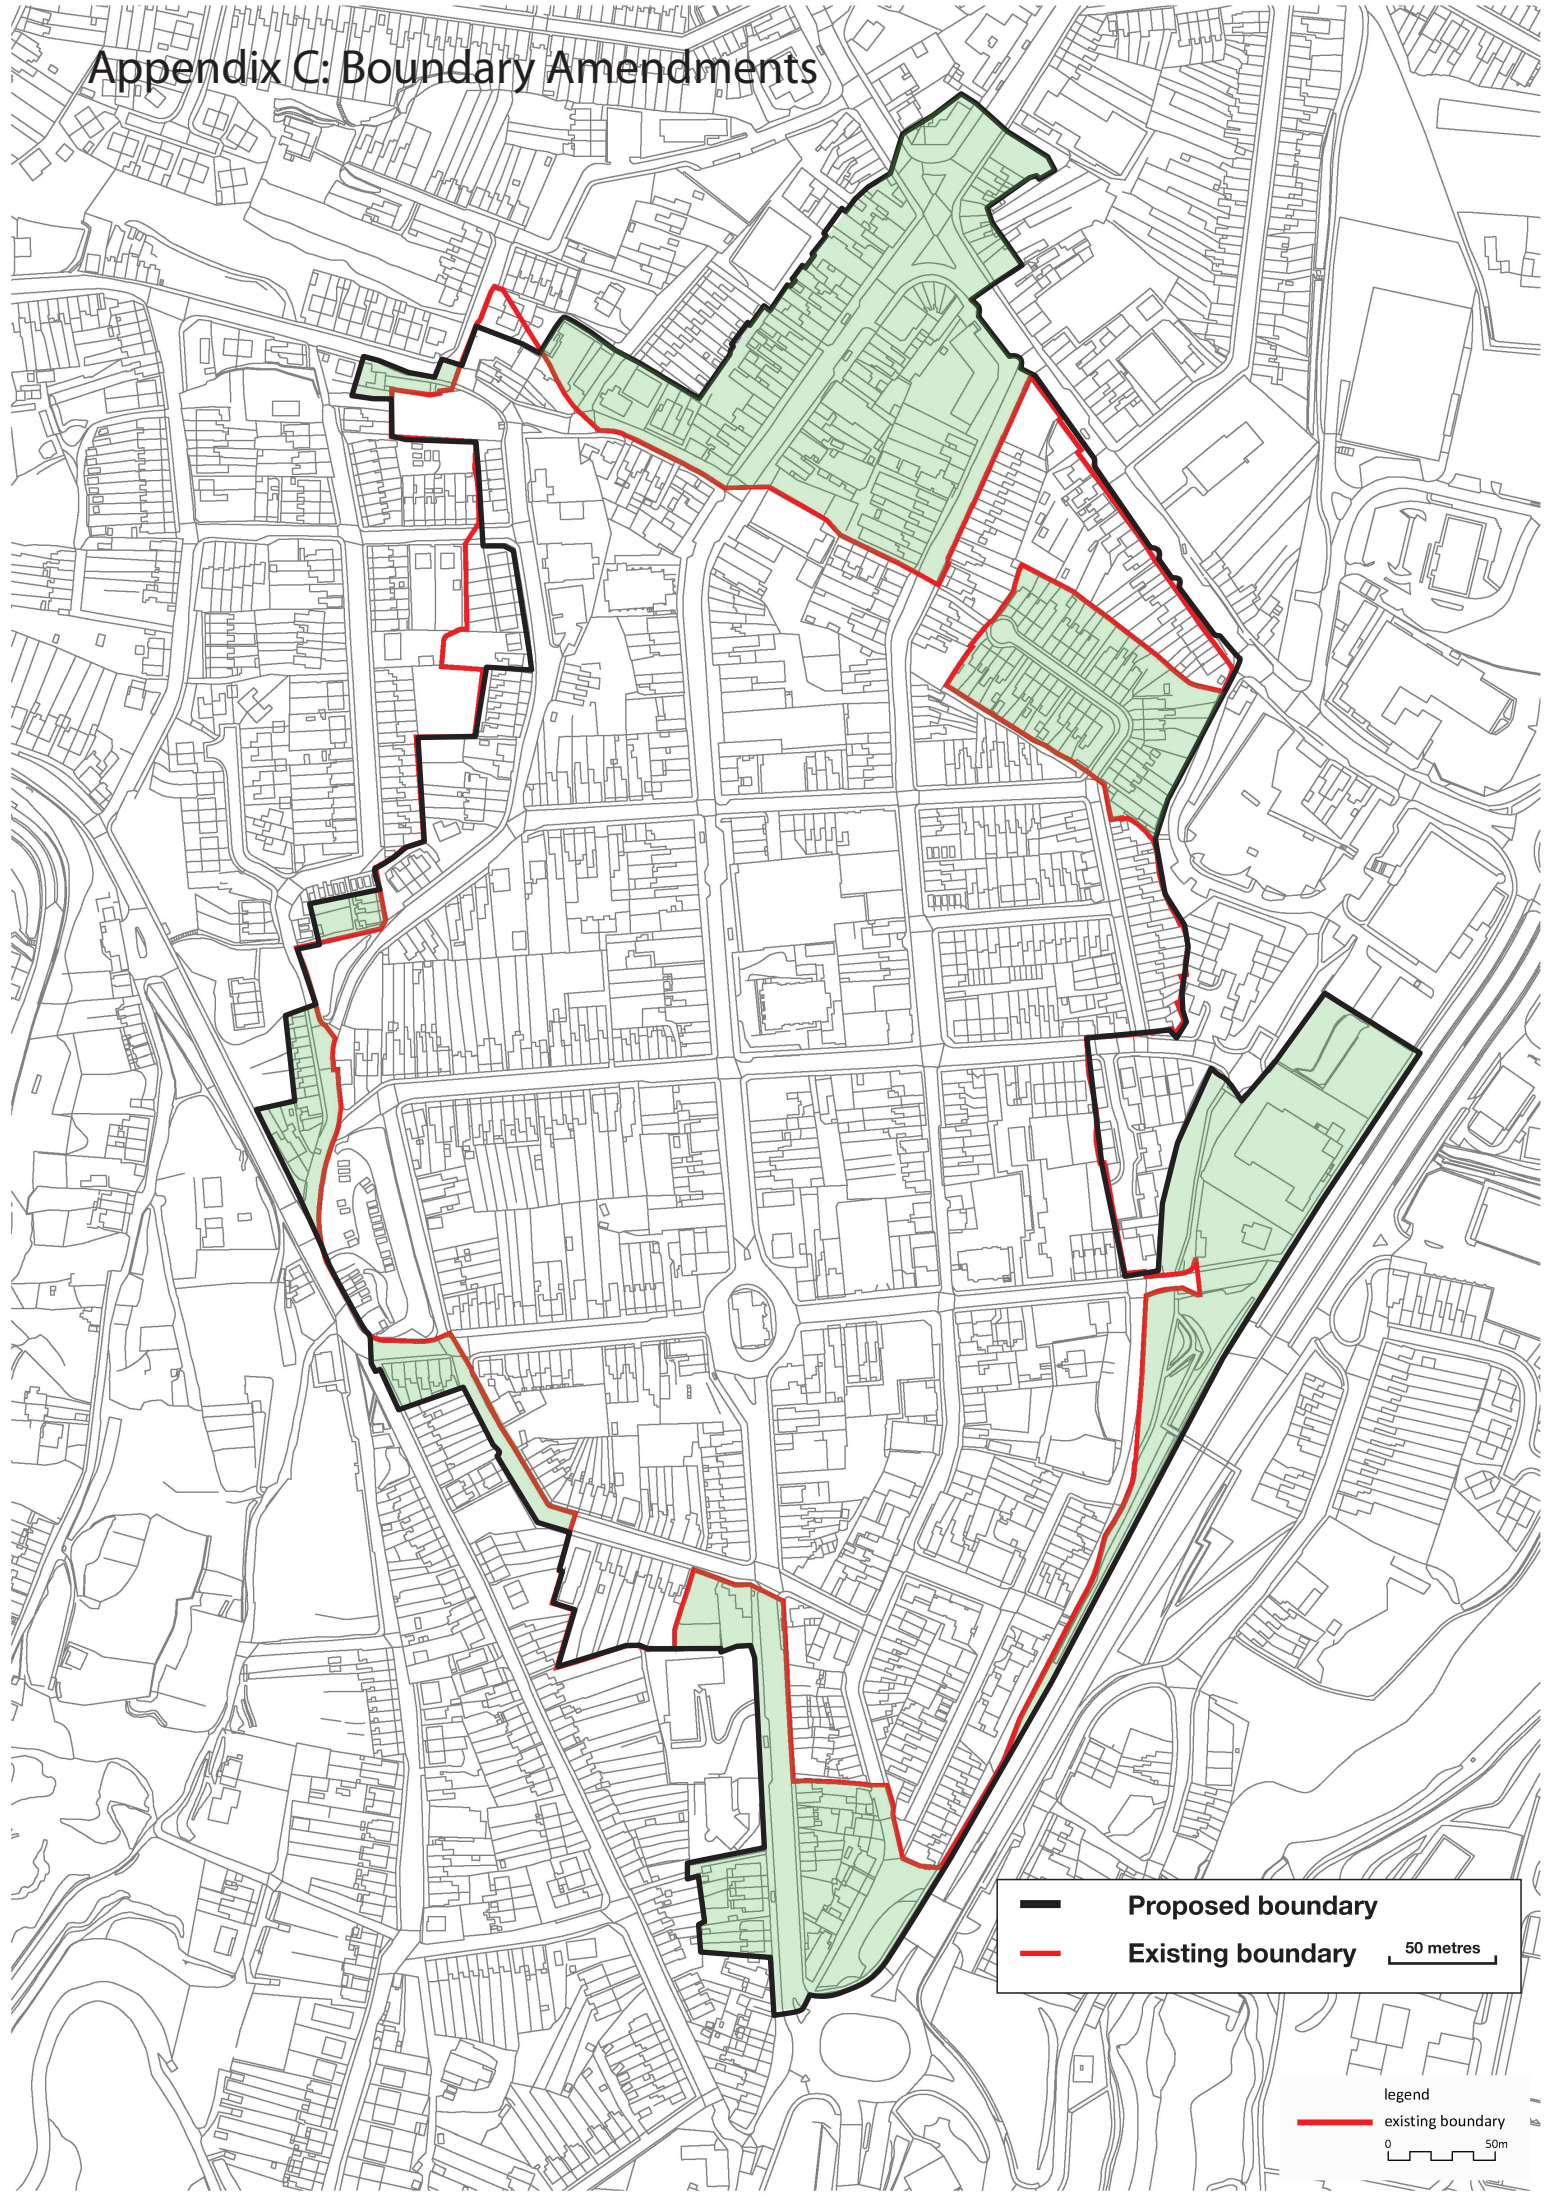 Appendix C: Boundary Amendments
Proposed boundary
Existing boundary
50 metres
legend
existing boundary
0 50m